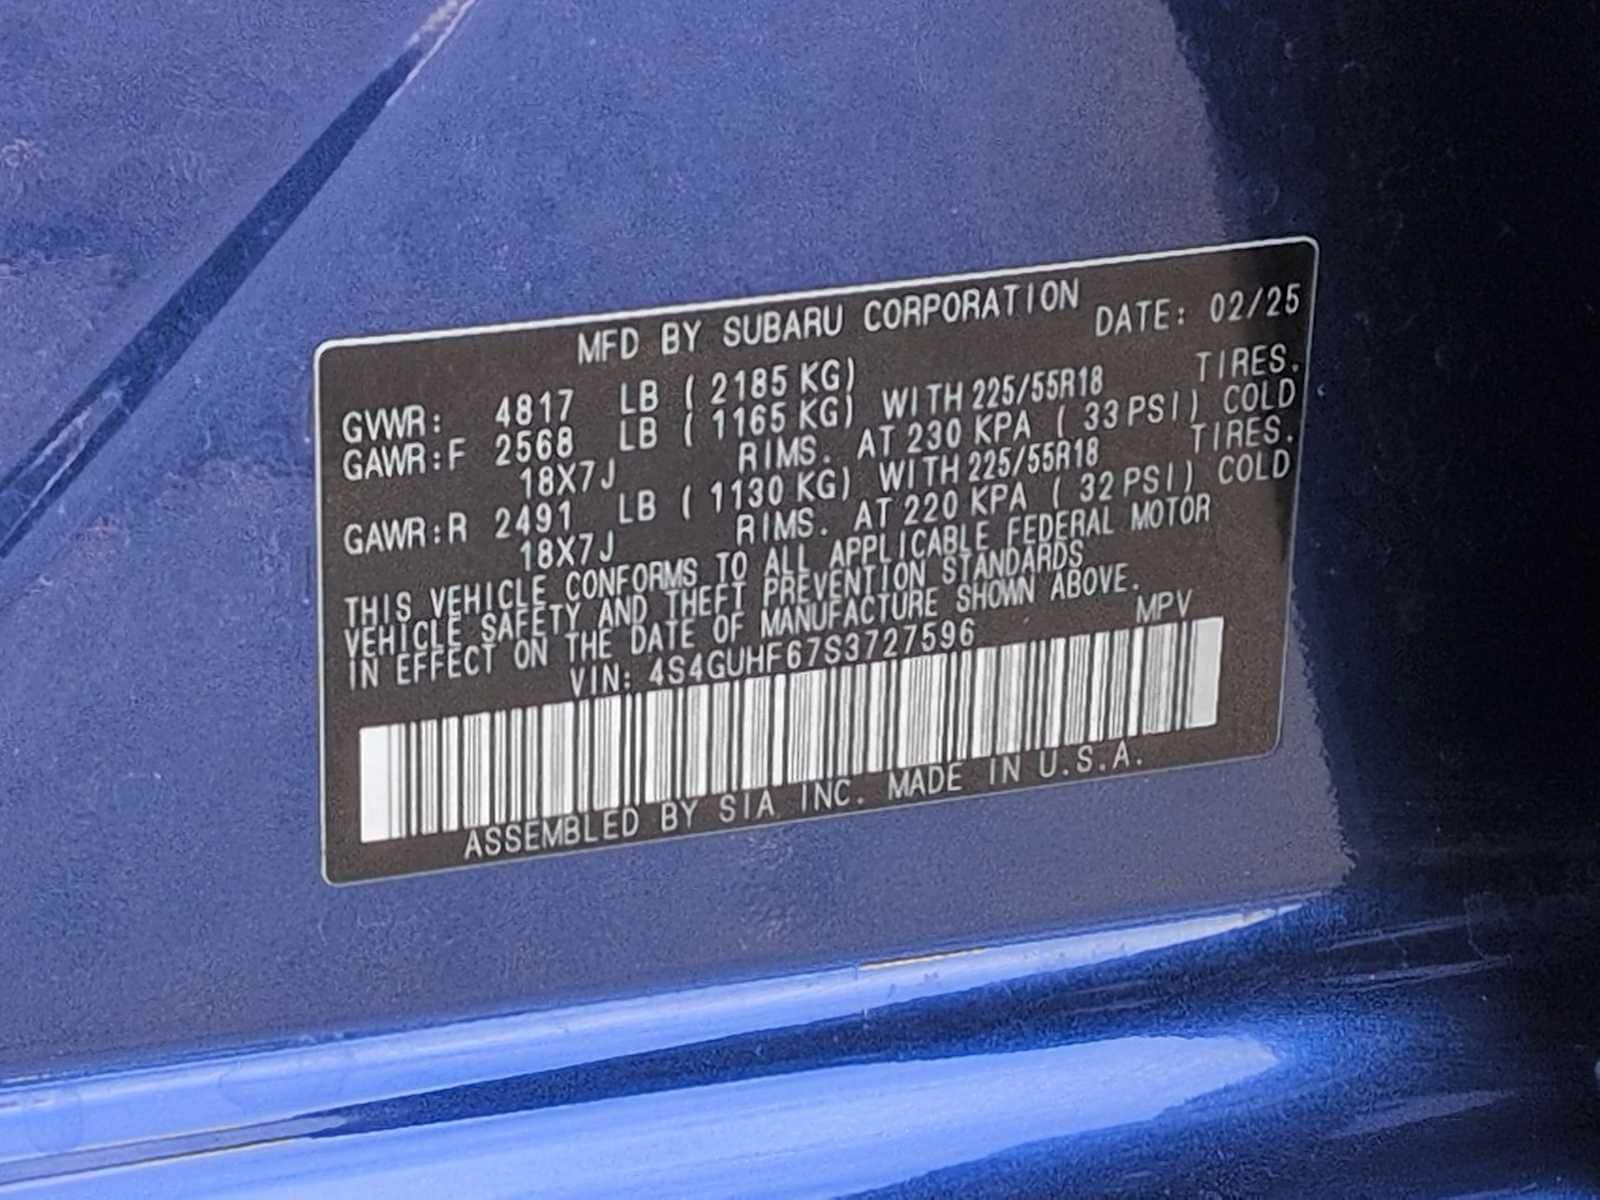 MFD BY SUBARU CORPORATION
DATE: 02/25
GVWR: 4817 LB ( 2185 KG)
GAWR:F 2568 LB ( 1165 KG) WITH 225/55R18 TIRES.
18X7J RIMS. AT 230 KPA ( 33 PSI) COLD
GAWR:R 2491 LB ( 1130 KG) WITH 225/55R18 TIRES.
18X7J RIMS. AT 220 KPA ( 32 PSI) COLD
THIS VEHICLE CONFORMS TO ALL APPLICABLE FEDERAL MOTOR
VEHICLE SAFETY AND THEFT PREVENTION STANDARDS
IN EFFECT ON THE DATE OF MANUFACTURE SHOWN ABOVE.
VIN: 4S4GUHF67S3727596 MPV
ASSEMBLED BY SIA INC. MADE IN U.S.A.